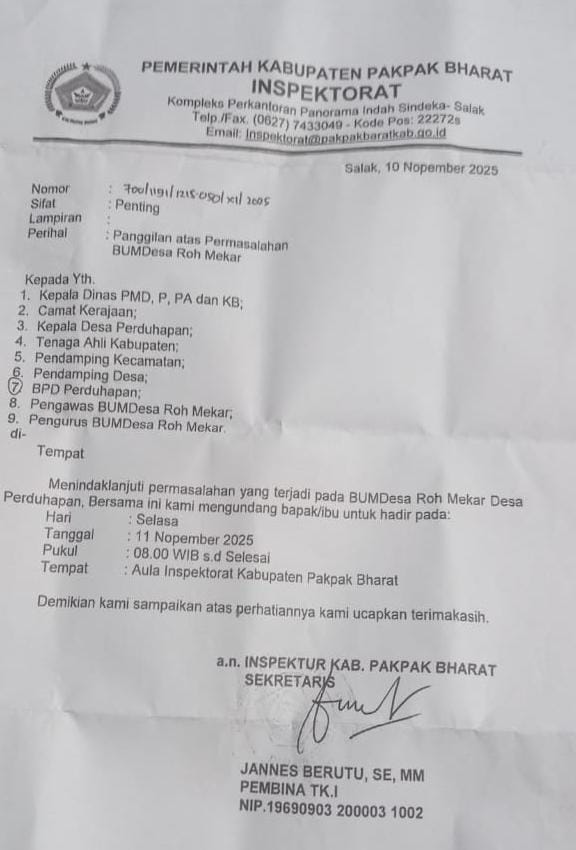 PEMERINTAH KABUPATEN PAKPAK BHARAT
INSPEKTORAT
Kompleks Perkantoran Panorama Indah Sindeka- Salak
Telp./Fax. (0627) 7433049 - Kode Pos: 22272s
Email: Inspektorat@pakpakbaratkab.go.id
Salak, 10 Nopember 2025
Nomor : 700/1191/1215.050/XI/2005
Sifat : Penting
Lampiran :
Perihal : Panggilan atas Permasalahan
BUMDesa Roh Mekar
Kepada Yth.
1. Kepala Dinas PMD, P, PA dan KB;
2. Camat Kerajaan;
3. Kepala Desa Perduhapan;
4. Tenaga Ahli Kabupaten;
5. Pendamping Kecamatan;
6. Pendamping Desa;
7. BPD Perduhapan;
8. Pengawas BUMDesa Roh Mekar;
9. Pengurus BUMDesa Roh Mekar.
di-
Tempat
Menindaklanjuti permasalahan yang terjadi pada BUMDesa Roh Mekar Desa
Perduhapan, Bersama ini kami mengundang bapak/ibu untuk hadir pada:
Hari : Selasa
Tanggal : 11 Nopember 2025
Pukul : 08.00 WIB s.d Selesai
Tempat : Aula Inspektorat Kabupaten Pakpak Bharat
Demikian kami sampaikan atas perhatiannya kami ucapkan terimakasih.
a.n. INSPEKTUR KAB. PAKPAK BHARAT
SEKRETARIS
JANNES BERUTU, SE, MM
PEMBINA TK.I
NIP.19690903 200003 1002